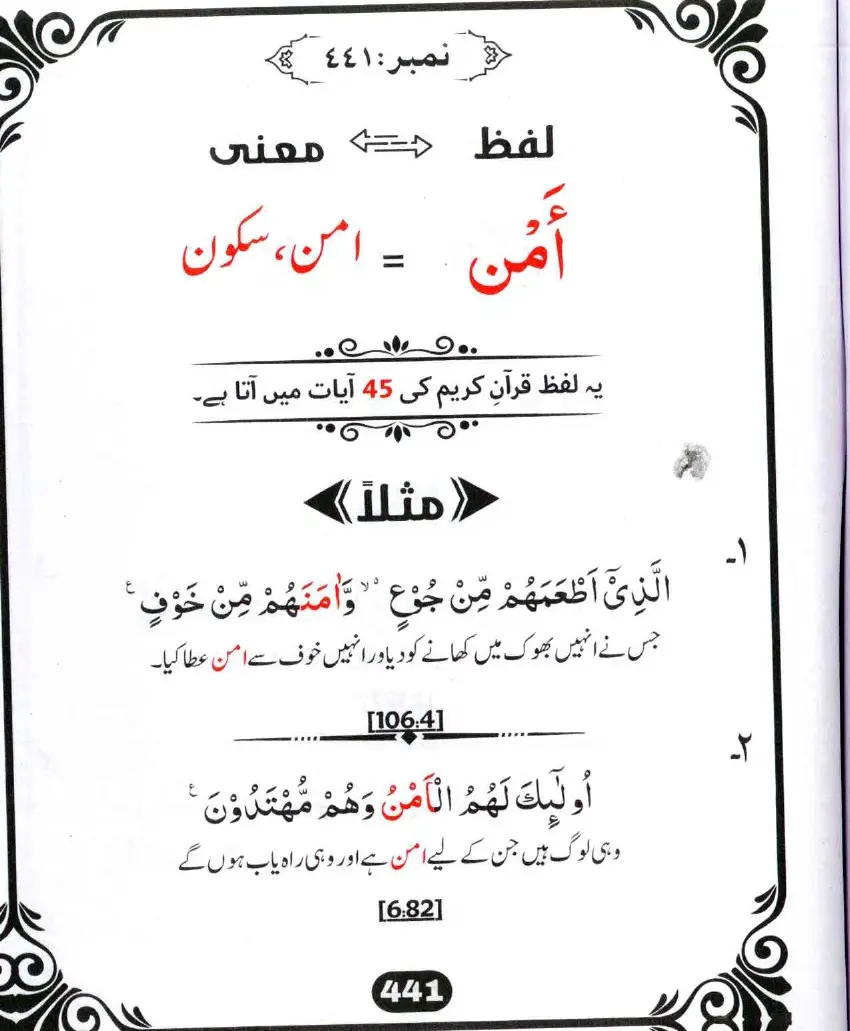 نمبر: ٤٤١
لفظ ⇐⇒ معنی
أَمْن = امن، سکون
یہ لفظ قرآنِ کریم کی 45 آیات میں آتا ہے۔
مثلاً
۱۔
الَّذِیْۤ اَطْعَمَهُمْ مِّنْ جُوْعٍ ۙ۬ وَّاٰمَنَهُمْ مِّنْ خَوْفٍ ۠
جس نے انہیں بھوک میں کھانے کو دیا اور انہیں خوف سے امن عطا کیا۔
[106:4]
۲۔
اُولٰٓىِٕكَ لَهُمُ الْاَمْنُ وَهُمْ مُّهْتَدُوْنَ ۠
وہی لوگ ہیں جن کے لیے امن ہے اور وہی راہ یاب ہوں گے
[6:82]
441